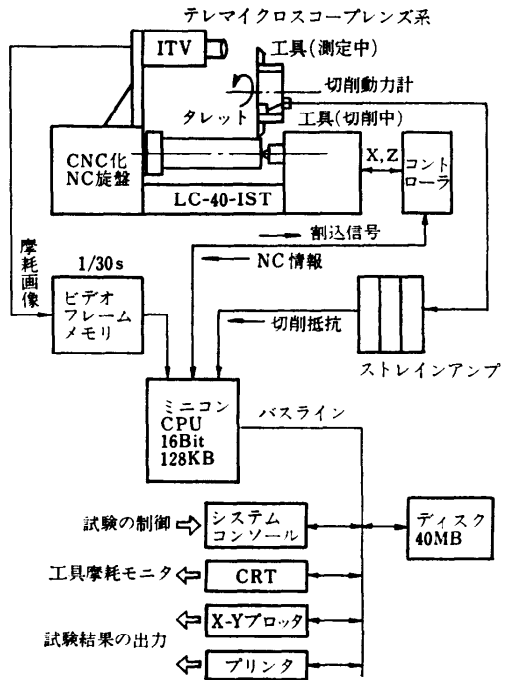 テレマイクロスコープレンズ系
ITV
工具(測定中)
切削動力計
タレット
工具(切削中)
CNC化
NC旋盤
LC-40-IST
X,Z
コント
ローラ
割込信号
NC情報
摩耗画像
1/30s
ビデオ
フレーム
メモリ
切削抵抗
ストレインアンプ
ミニコン
CPU
16Bit
128KB
バスライン
試験の制御
システム
コンソール
ディスク
40MB
工具摩耗モニタ
CRT
X-Yプロッタ
試験結果の出力
プリンタ